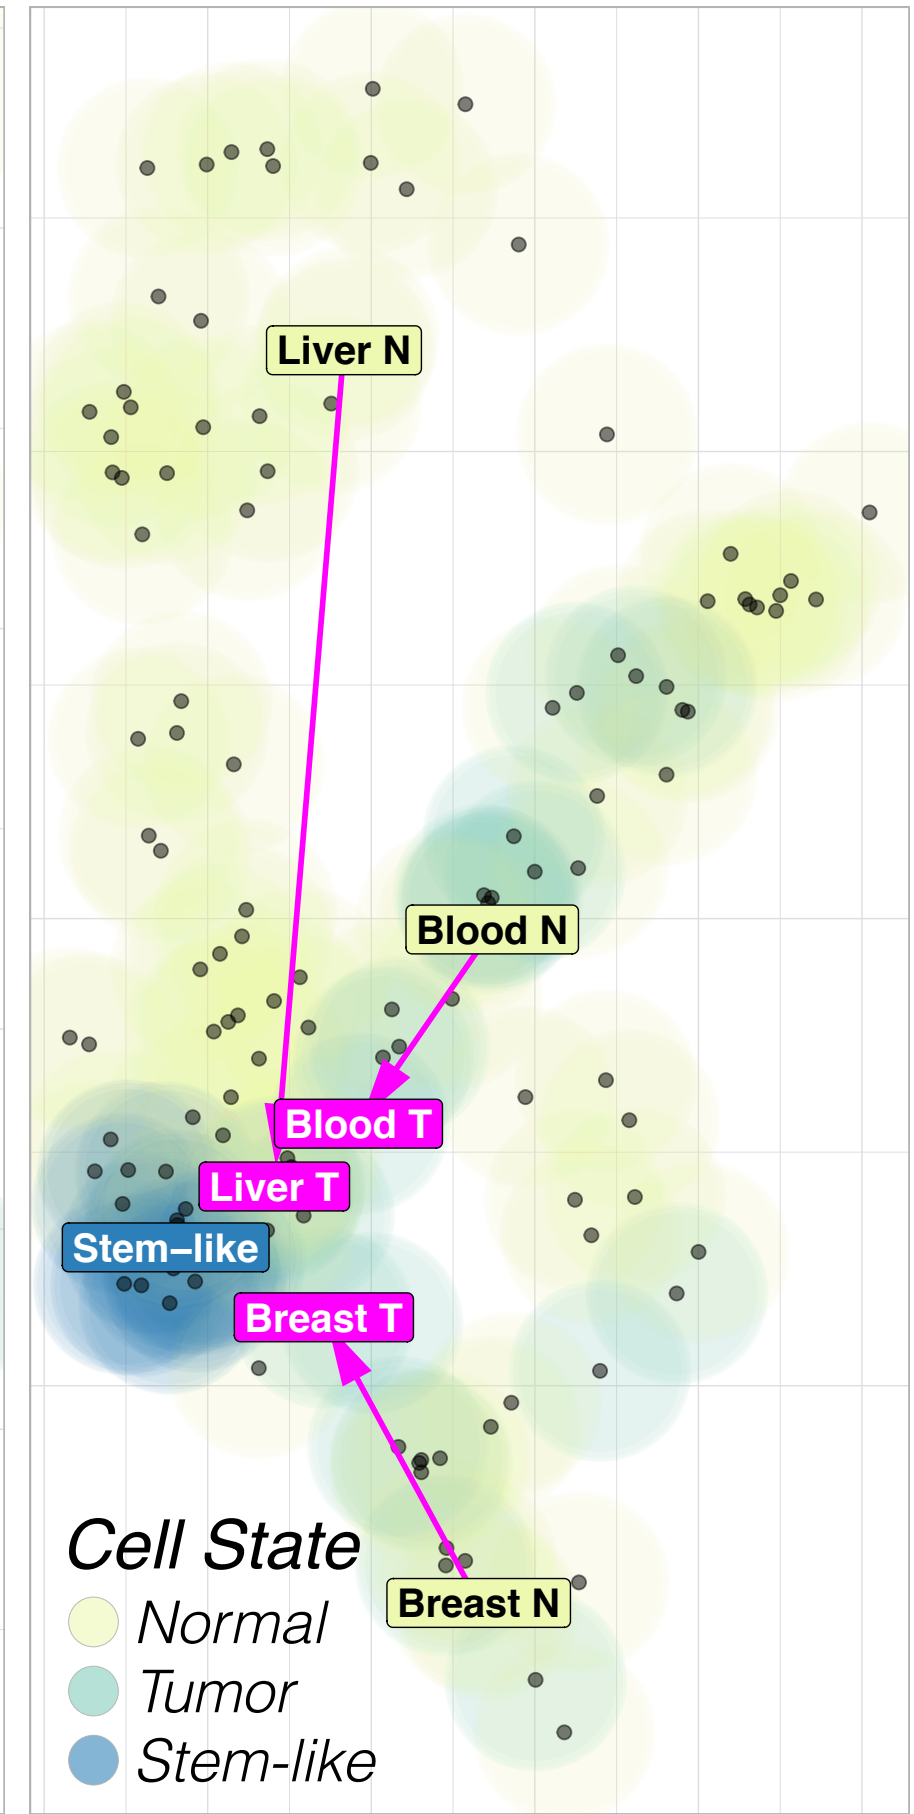 Liver N
Blood N
Blood T
Liver T
Stem–like
Breast T
Breast N
Cell State
Normal
Tumor
Stem-like